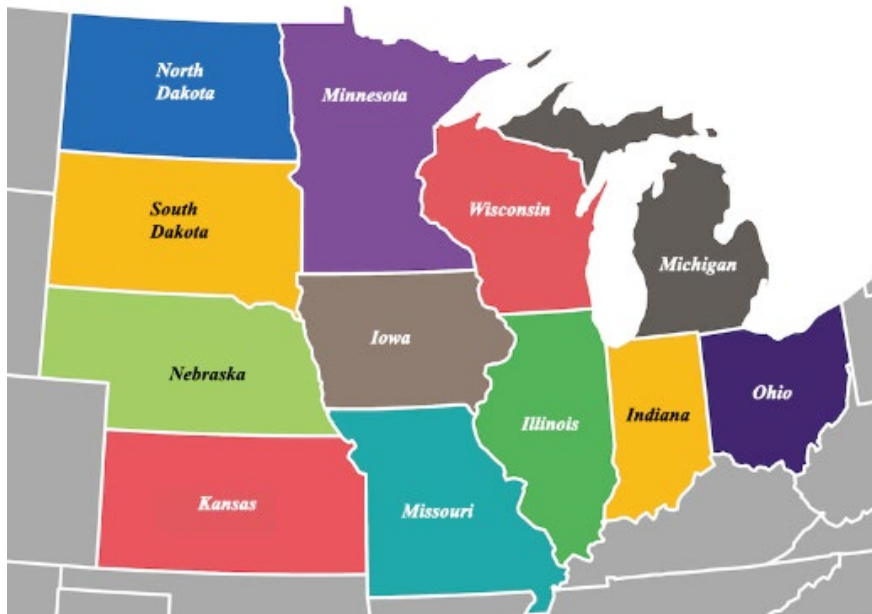 North
Dakota
Minnesota
South
Dakota
Wisconsin
Michigan
Iowa
Nebraska
Illinois
Indiana
Ohio
Kansas
Missouri